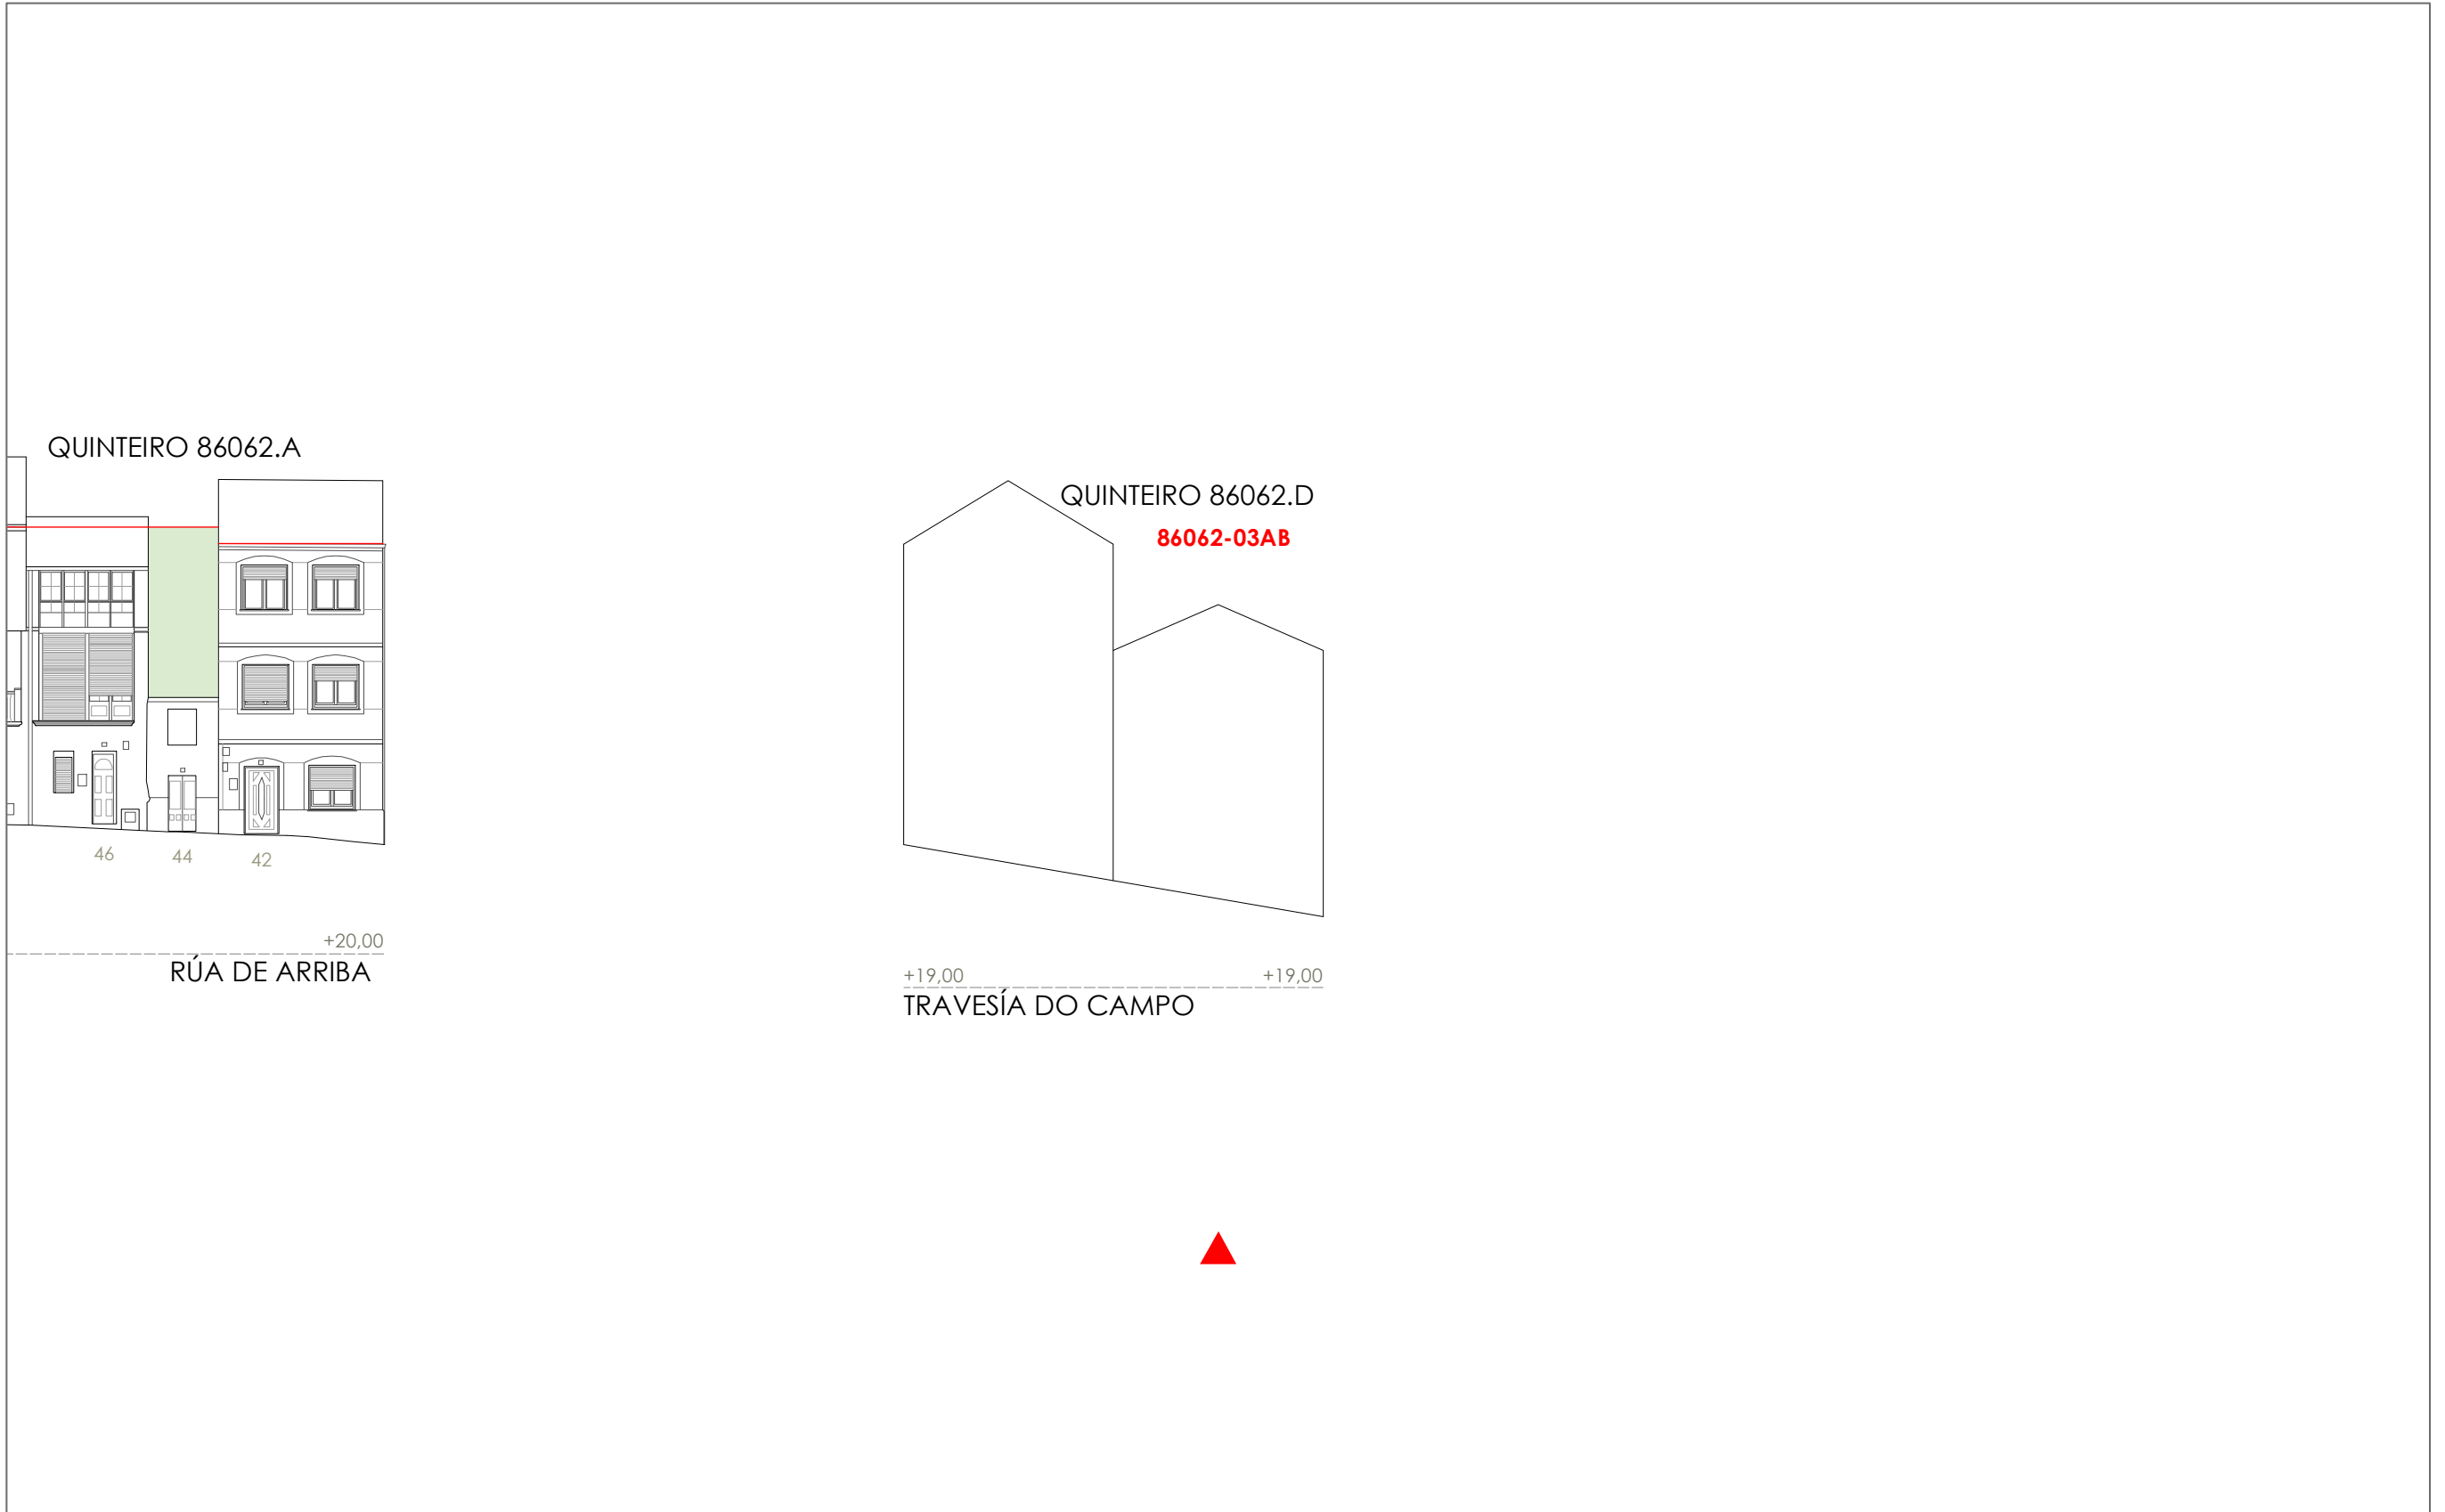 QUINTEIRO 86062.A
46
44
42
+20,00
RÚA DE ARRIBA
QUINTEIRO 86062.D
86062-03AB
+19,00
+19,00
TRAVESÍA DO CAMPO